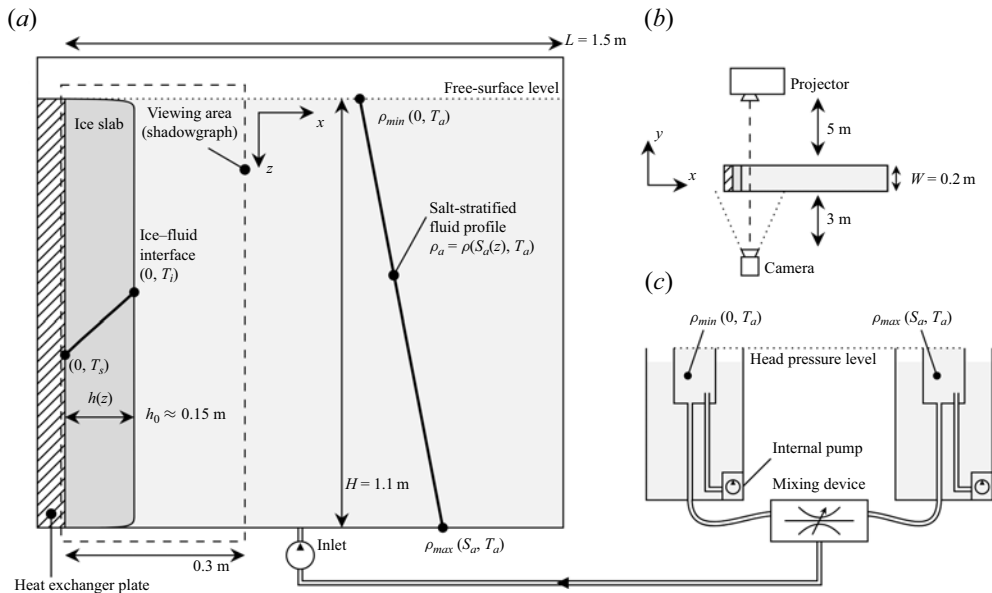 (a)
L = 1.5 m
Free-surface level
Ice slab
Viewing area
(shadowgraph)
x
z
ρmin (0, Ta)
Ice–fluid
interface
(0, Ti)
Salt-stratified
fluid profile
ρa = ρ(Sa(z), Ta)
(0, Ts)
h(z)
h0 ≈ 0.15 m
H = 1.1 m
Inlet
ρmax (Sa, Ta)
0.3 m
Heat exchanger plate
(b)
Projector
5 m
y
x
W = 0.2 m
3 m
Camera
(c)
ρmin (0, Ta)
ρmax (Sa, Ta)
Head pressure level
Internal pump
Mixing device